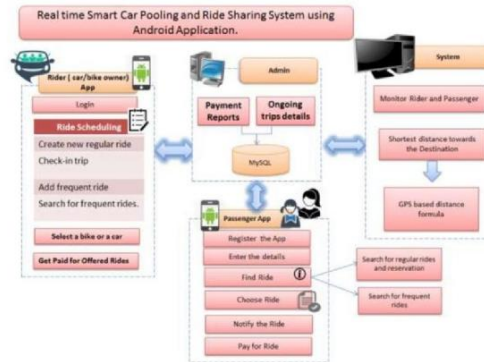 Real time Smart Car Pooling and Ride Sharing System using
Android Application.
Rider ( car/bike owner)
App
Login
Ride Scheduling
Create new regular ride
Check-in trip
Add frequent ride
Search for frequent rides.
Select a bike or a car
Get Paid for Offered Rides
Admin
Payment
Reports
Ongoing
trips details
MySQL
System
Monitor Rider and Passenger
Shortest distance towards
the Destination
GPS based distance
formula
Passenger App
Register the App
Enter the details
Find Ride
Choose Ride
Notify the Ride
Pay for Ride
Search for regular rides
and reservation
Search for frequent
rides